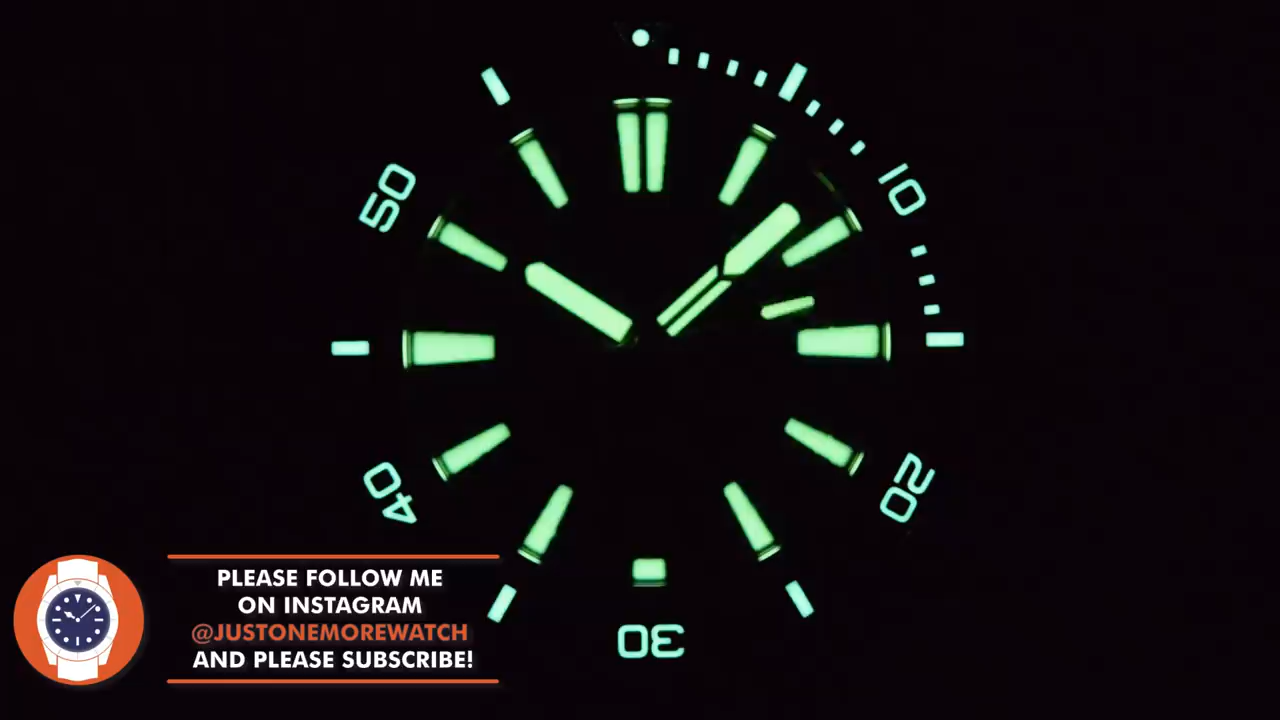 10
50
20
40
30
PLEASE FOLLOW ME
ON INSTAGRAM
@JUSTONEMOREWATCH
AND PLEASE SUBSCRIBE!